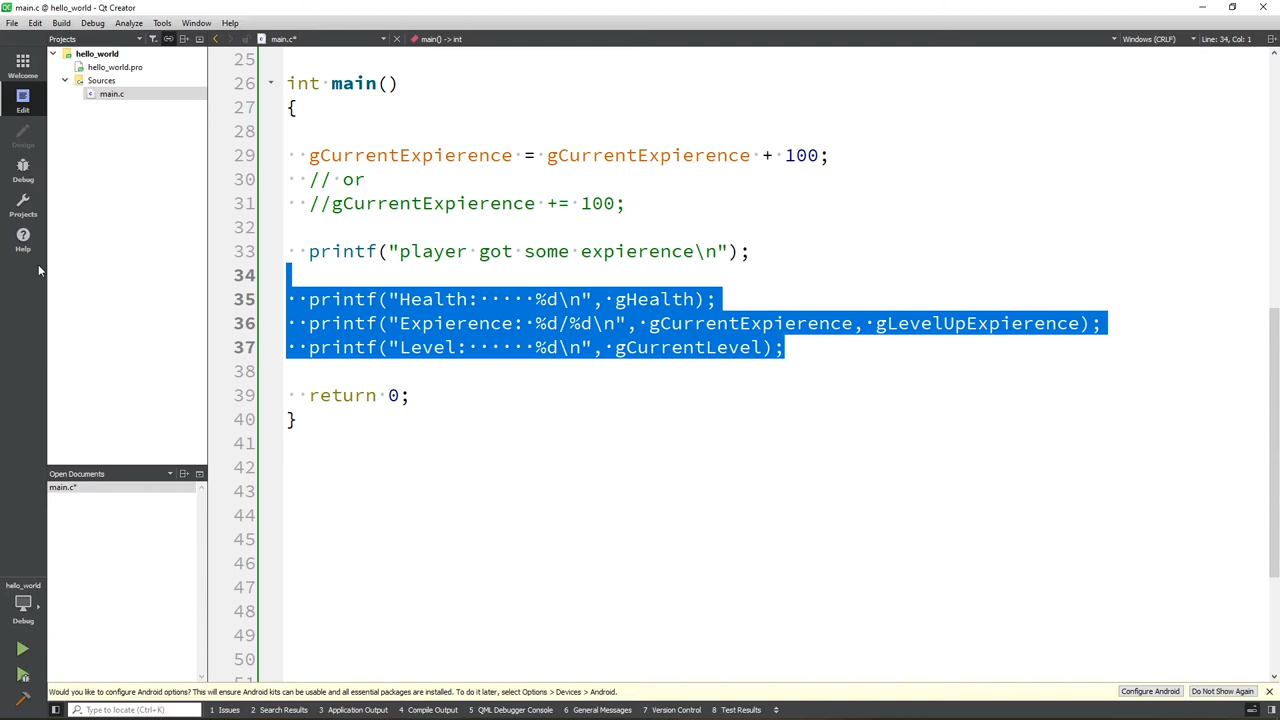 main.c @ hello_world - Qt Creator
File Edit Build Debug Analyze Tools Window Help
Projects main.c* main() -> int Windows (CRLF) Line: 34, Col: 1
Welcome
Edit
Design
Debug
Projects
Help
hello_world
hello_world.pro
Sources
main.c
25
26 int main()
27 {
28
29 gCurrentExpierence = gCurrentExpierence + 100;
30 // or
31 //gCurrentExpierence += 100;
32
33 printf("player got some expierence\n");
34
35 ··printf("Health:·····%d\n",·gHealth);
36 ··printf("Expierence:·%d/%d\n",·gCurrentExpierence,·gLevelUpExpierence);
37 ··printf("Level:······%d\n",·gCurrentLevel);
38
39 return 0;
40 }
41
42
43
44
45
46
47
48
49
50
51
Open Documents
main.c*
hello_world
Debug
Would you like to configure Android options? This will ensure Android kits can be usable and all essential packages are installed. To do it later, select Options > Devices > Android. Configure Android Do Not Show Again
Type to locate (Ctrl+K) 1 Issues 2 Search Results 3 Application Output 4 Compile Output 5 QML Debugger Console 6 General Messages 7 Version Control 8 Test Results